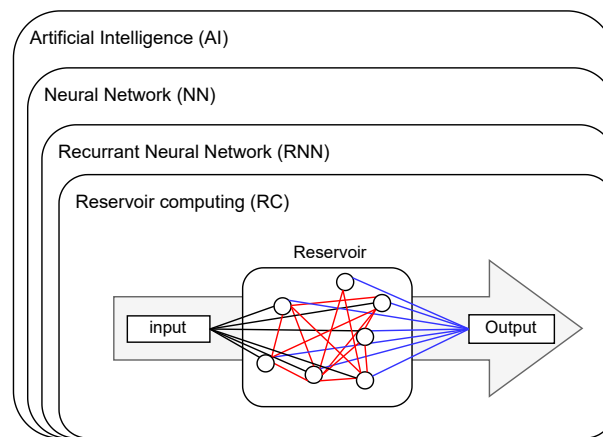 Artificial Intelligence (AI)
Neural Network (NN)
Recurrant Neural Network (RNN)
Reservoir computing (RC)
Reservoir
input
Output